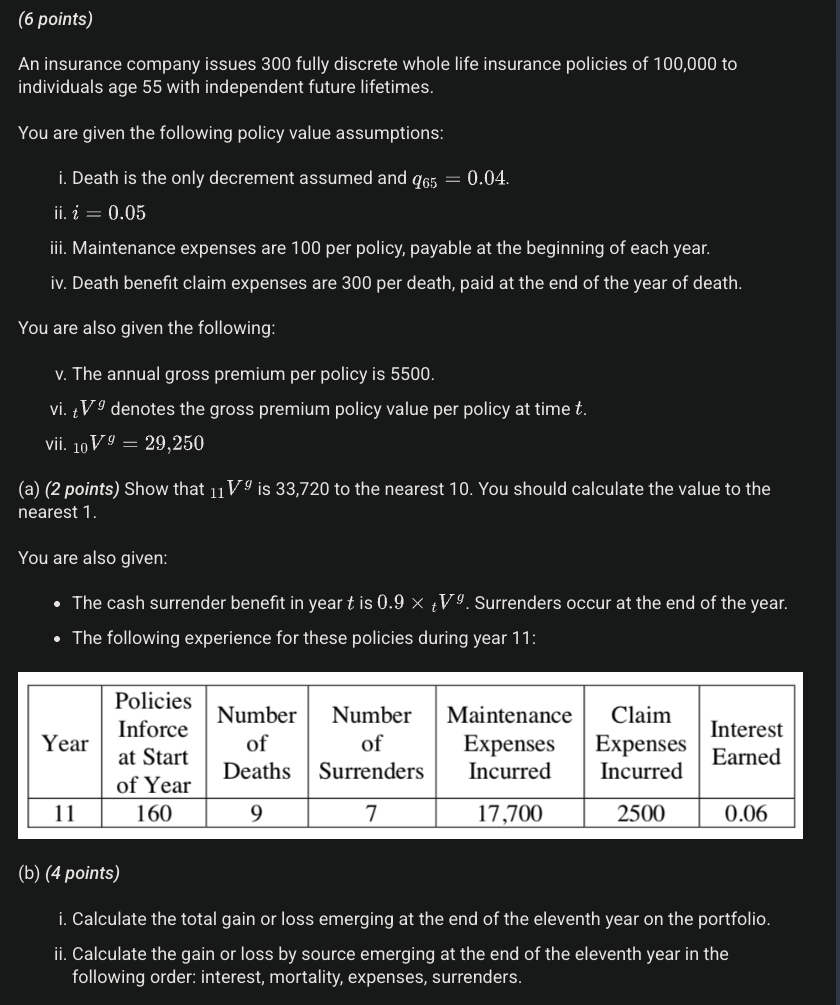 (6 points)
An insurance company issues 300 fully discrete whole life insurance policies of 100,000 to
individuals age 55 with independent future lifetimes.
You are given the following policy value assumptions:
i. Death is the only decrement assumed and q₆₅ = 0.04.
ii. i = 0.05
iii. Maintenance expenses are 100 per policy, payable at the beginning of each year.
iv. Death benefit claim expenses are 300 per death, paid at the end of the year of death.
You are also given the following:
v. The annual gross premium per policy is 5500.
vi. ₜV^g denotes the gross premium policy value per policy at time t.
vii. ₁₀V^g = 29,250
(a) (2 points) Show that ₁₁V^g is 33,720 to the nearest 10. You should calculate the value to the
nearest 1.
You are also given:
• The cash surrender benefit in year t is 0.9 × ₜV^g. Surrenders occur at the end of the year.
• The following experience for these policies during year 11:
Year | Policies Inforce at Start of Year | Number of Deaths | Number of Surrenders | Maintenance Expenses Incurred | Claim Expenses Incurred | Interest Earned
11 | 160 | 9 | 7 | 17,700 | 2500 | 0.06
(b) (4 points)
i. Calculate the total gain or loss emerging at the end of the eleventh year on the portfolio.
ii. Calculate the gain or loss by source emerging at the end of the eleventh year in the
following order: interest, mortality, expenses, surrenders.